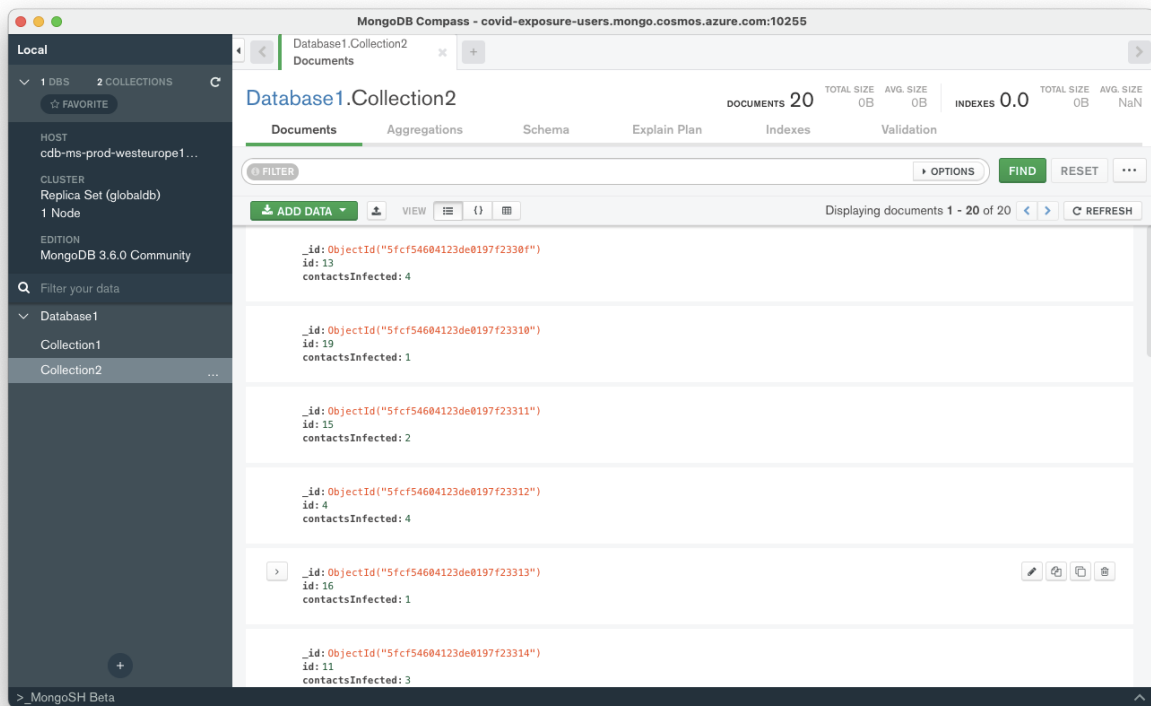 MongoDB Compass - covid-exposure-users.mongo.cosmos.azure.com:10255
Local
1 DBS 2 COLLECTIONS
FAVORITE
HOST
cdb-ms-prod-westeurope1...
CLUSTER
Replica Set (globaldb)
1 Node
EDITION
MongoDB 3.6.0 Community
Filter your data
Database1
Collection1
Collection2 ...
Database1.Collection2
Documents
Database1.Collection2
DOCUMENTS 20 TOTAL SIZE 0B AVG. SIZE 0B INDEXES 0.0 TOTAL SIZE 0B AVG. SIZE NaN
Documents Aggregations Schema Explain Plan Indexes Validation
FILTER OPTIONS FIND RESET ...
ADD DATA VIEW {} Displaying documents 1 - 20 of 20 REFRESH
_id: ObjectId("5fcf54604123de0197f2330f")
id: 13
contactsInfected: 4
_id: ObjectId("5fcf54604123de0197f23310")
id: 19
contactsInfected: 1
_id: ObjectId("5fcf54604123de0197f23311")
id: 15
contactsInfected: 2
_id: ObjectId("5fcf54604123de0197f23312")
id: 4
contactsInfected: 4
_id: ObjectId("5fcf54604123de0197f23313")
id: 16
contactsInfected: 1
_id: ObjectId("5fcf54604123de0197f23314")
id: 11
contactsInfected: 3
>_MongoSH Beta